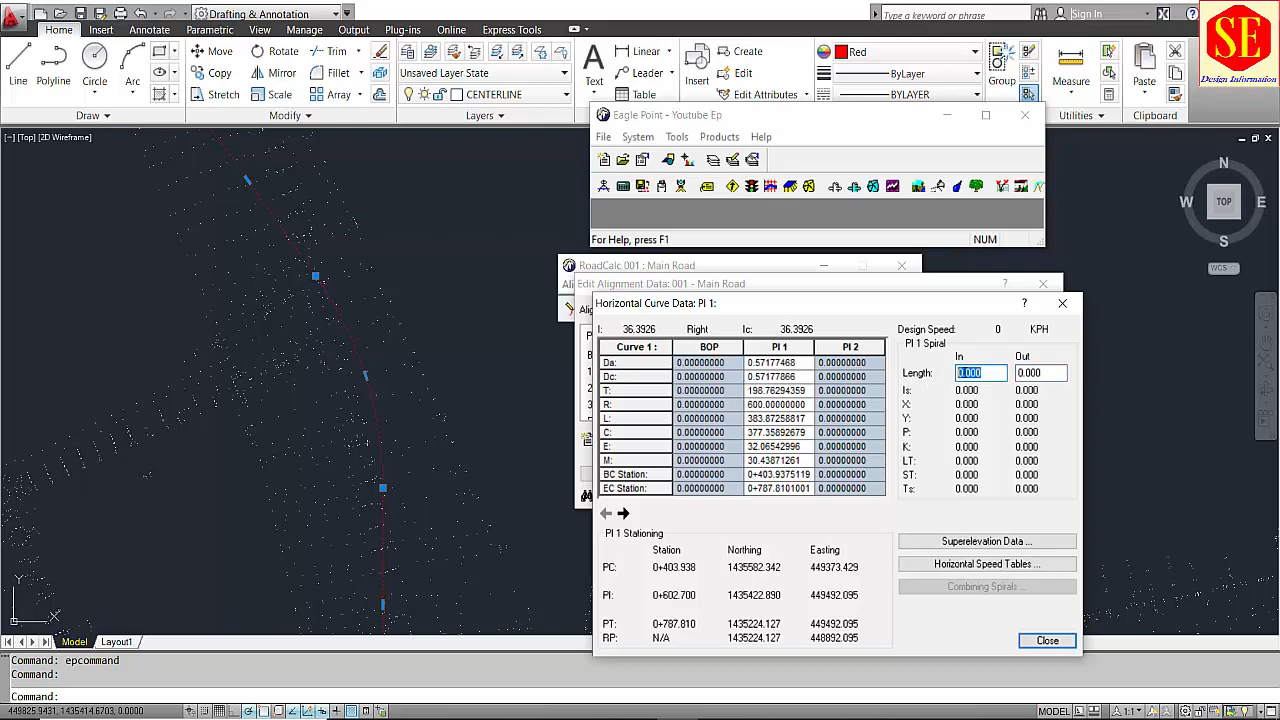 Drafting & Annotation
Type a keyword or phrase
Sign In
Home Insert Annotate Parametric View Manage Output Plug-ins Online Express Tools
Line Polyline Circle Arc
Move Rotate Trim
Copy Mirror Fillet
Stretch Scale Array
Draw Modify
Unsaved Layer State
CENTERLINE
Layers
Text
Linear
Leader
Table
Insert
Create
Edit
Edit Attributes
Red
ByLayer
BYLAYER
Group
Measure
Utilities
Paste
Clipboard
SE
Design Information
[-] [Top] [2D Wireframe]
Eagle Point - Youtube Ep
File System Tools Products Help
For Help, press F1 NUM
N
W TOP E
S
WCS
RoadCalc 001 : Main Road
Edit Alignment Data: 001 - Main Road
Horizontal Curve Data: PI 1:
I: 36.3926 Right Ic: 36.3926 Design Speed: 0 KPH
Curve 1 : BOP PI 1 PI 2
Da: 0.00000000 0.57177468 0.00000000
Dc: 0.00000000 0.57177866 0.00000000
T: 0.00000000 198.76294359 0.00000000
R: 0.00000000 600.00000000 0.00000000
L: 0.00000000 383.87258817 0.00000000
C: 0.00000000 377.35892679 0.00000000
E: 0.00000000 32.06542996 0.00000000
M: 0.00000000 30.43871261 0.00000000
BC Station: 0.00000000 0+403.9375119 0.00000000
EC Station: 0.00000000 0+787.8101001 0.00000000
PI 1 Spiral
In Out
Length: 0.000 0.000
Is: 0.000 0.000
X: 0.000 0.000
Y: 0.000 0.000
P: 0.000 0.000
K: 0.000 0.000
LT: 0.000 0.000
ST: 0.000 0.000
Ts: 0.000 0.000
PI 1 Stationing
Station Northing Easting
PC: 0+403.938 1435582.342 449373.429
PI: 0+602.700 1435422.890 449492.095
PT: 0+787.810 1435224.127 449492.095
RP: N/A 1435224.127 448892.095
Superelevation Data ...
Horizontal Speed Tables ...
Combining Spirals ...
Close
Y
X
Model Layout1
Command: epcommand
Command:
Command:
449825.9431, 1435414.6703, 0.0000
MODEL
1:1